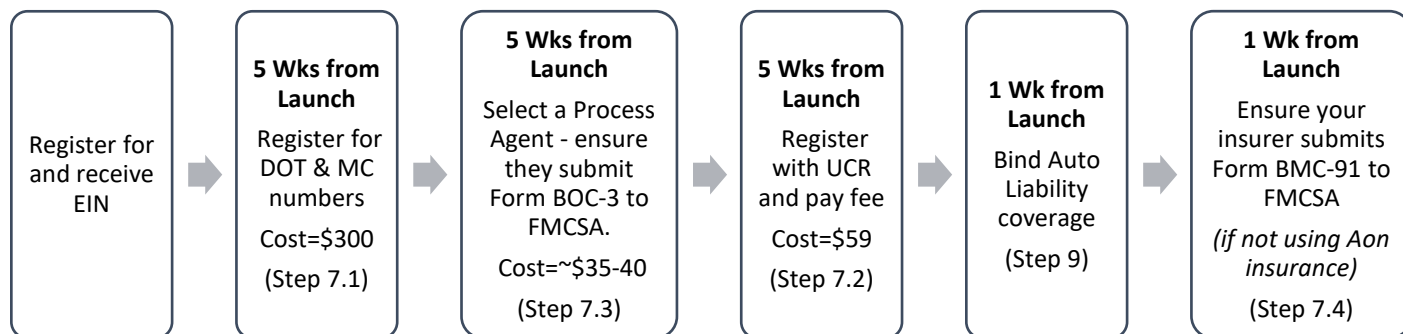 Register for
and receive
EIN
5 Wks from
Launch
Register for
DOT & MC
numbers
Cost=$300
(Step 7.1)
5 Wks from
Launch
Select a Process
Agent - ensure
they submit
Form BOC-3 to
FMCSA.
Cost=~$35-40
(Step 7.3)
5 Wks from
Launch
Register
with UCR
and pay fee
Cost=$59
(Step 7.2)
1 Wk from
Launch
Bind Auto
Liability
coverage
(Step 9)
1 Wk from
Launch
Ensure your
insurer submits
Form BMC-91 to
FMCSA
(if not using Aon
insurance)
(Step 7.4)